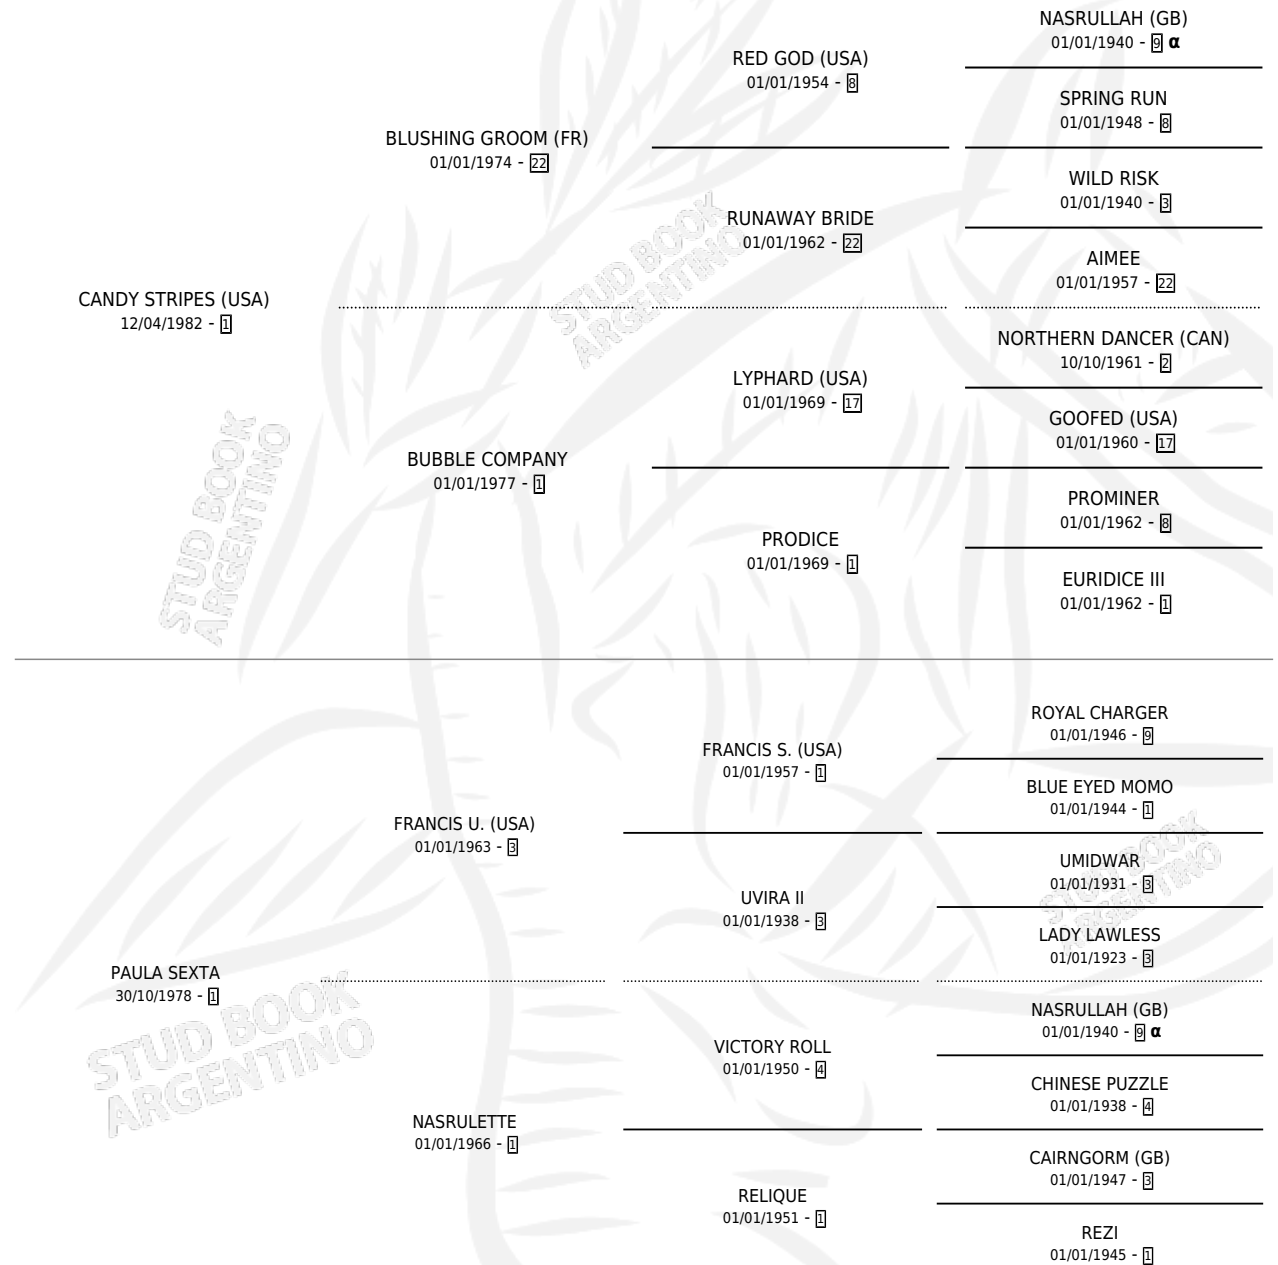 NASRULLAH (GB)
01/01/1940 - 9 α
RED GOD (USA)
01/01/1954 - 8
SPRING RUN
01/01/1948 - 8
BLUSHING GROOM (FR)
01/01/1974 - 22
WILD RISK
01/01/1940 - 3
RUNAWAY BRIDE
01/01/1962 - 22
AIMEE
01/01/1957 - 22
CANDY STRIPES (USA)
12/04/1982 - 1
NORTHERN DANCER (CAN)
10/10/1961 - 2
LYPHARD (USA)
01/01/1969 - 17
GOOFED (USA)
01/01/1960 - 17
BUBBLE COMPANY
01/01/1977 - 1
PROMINER
01/01/1962 - 8
PRODICE
01/01/1969 - 1
EURIDICE III
01/01/1962 - 1
ROYAL CHARGER
01/01/1946 - 9
FRANCIS S. (USA)
01/01/1957 - 1
BLUE EYED MOMO
01/01/1944 - 1
FRANCIS U. (USA)
01/01/1963 - 3
UMIDWAR
01/01/1931 - 3
UVIRA II
01/01/1938 - 3
LADY LAWLESS
01/01/1923 - 3
PAULA SEXTA
30/10/1978 - 1
NASRULLAH (GB)
01/01/1940 - 9 α
VICTORY ROLL
01/01/1950 - 4
CHINESE PUZZLE
01/01/1938 - 4
NASRULETTE
01/01/1966 - 1
CAIRNGORM (GB)
01/01/1947 - 3
RELIQUE
01/01/1951 - 1
REZI
01/01/1945 - 1
STUD BOOK
ARGENTINO
STUD BOOK
ARGENTINO
STUD BOOK
ARGENTINO
STUD BOOK
ARGENTINO